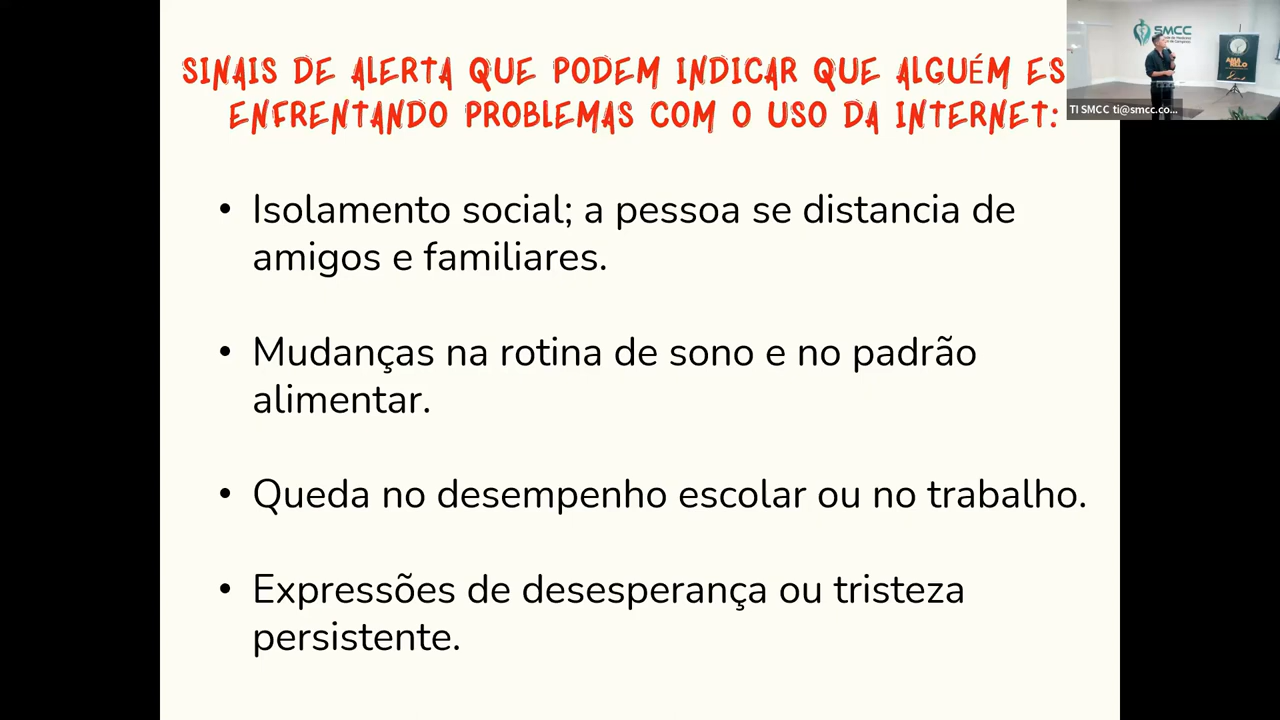 SINAIS DE ALERTA QUE PODEM INDICAR QUE ALGUÉM ES
ENFRENTANDO PROBLEMAS COM O USO DA INTERNET:
• Isolamento social; a pessoa se distancia de
amigos e familiares.
• Mudanças na rotina de sono e no padrão
alimentar.
• Queda no desempenho escolar ou no trabalho.
• Expressões de desesperança ou tristeza
persistente.
SMCC
TI SMCC ti@smcc.co...